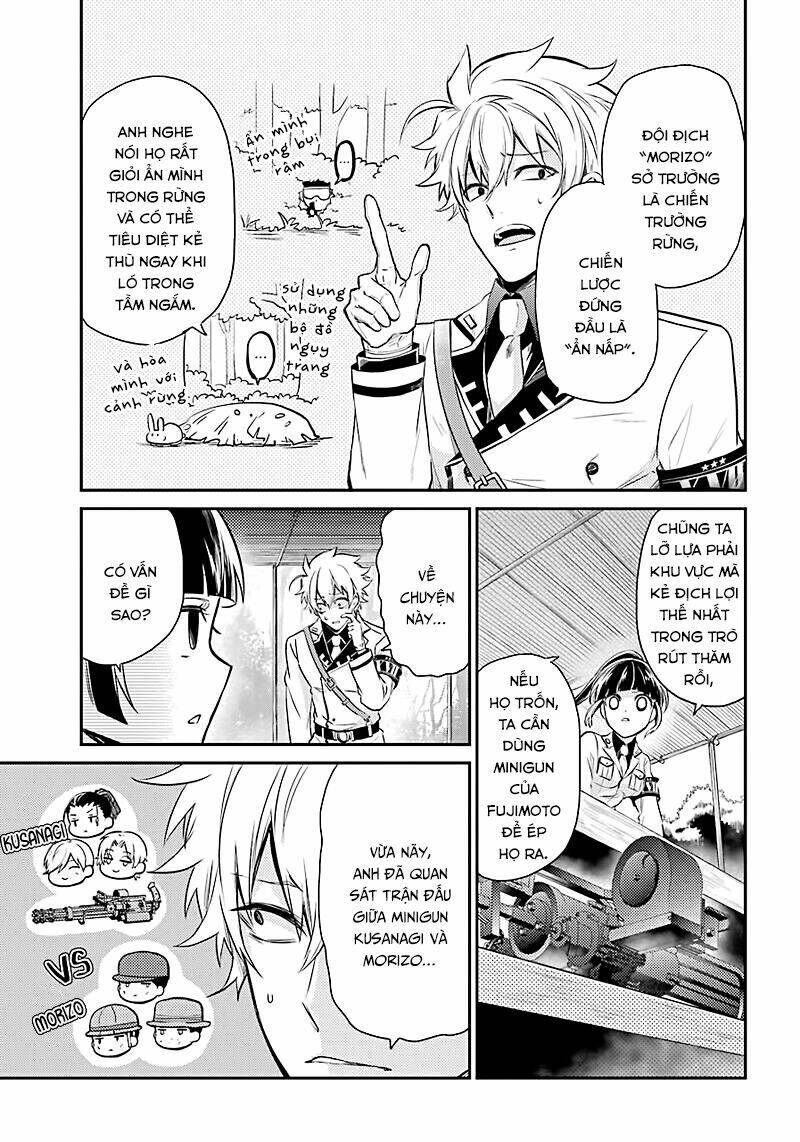 ĐỘI ĐỊCH
"MORIZO"
SỞ TRƯỜNG
LÀ CHIẾN
TRƯỜNG
RỪNG,
CHIẾN
LƯỢC
ĐỨNG
ĐẦU LÀ
"ẨN NẤP".
ANH NGHE
NÓI HỌ RẤT
GIỎI ẨN MÌNH
TRONG RỪNG
VÀ CÓ THỂ
TIÊU DIỆT KẺ
THÙ NGAY KHI
LÓ TRONG
TẦM NGẮM.
Ẩn mình
trong bụi
rậm
...
sử dụng
những
bộ đồ
ngụy
trang
...
và hòa
mình với
cảnh rừng
CHŨNG TA
LỠ LỰA PHẢI
KHU VỰC MÃ
KẺ ĐỊCH LỢI
THẾ NHẤT
TRONG TRÒ
RÚT THĂM
RỒI,
NẾU
HỌ TRỐN,
TA CẦN
DÙNG
MINIGUN
CỦA
FUJIMOTO
ĐỂ ÉP
HỌ RA.
VỀ
CHUYỆN
NÀY...
CÓ VẤN
ĐỀ GÌ
SAO?
VỪA NÃY,
ANH ĐÃ QUAN
SÁT TRẬN ĐẤU
GIỮA MINIGUN
KUSANAGI VÀ
MORIZO...
KUSANAGI
VS
MORIZO